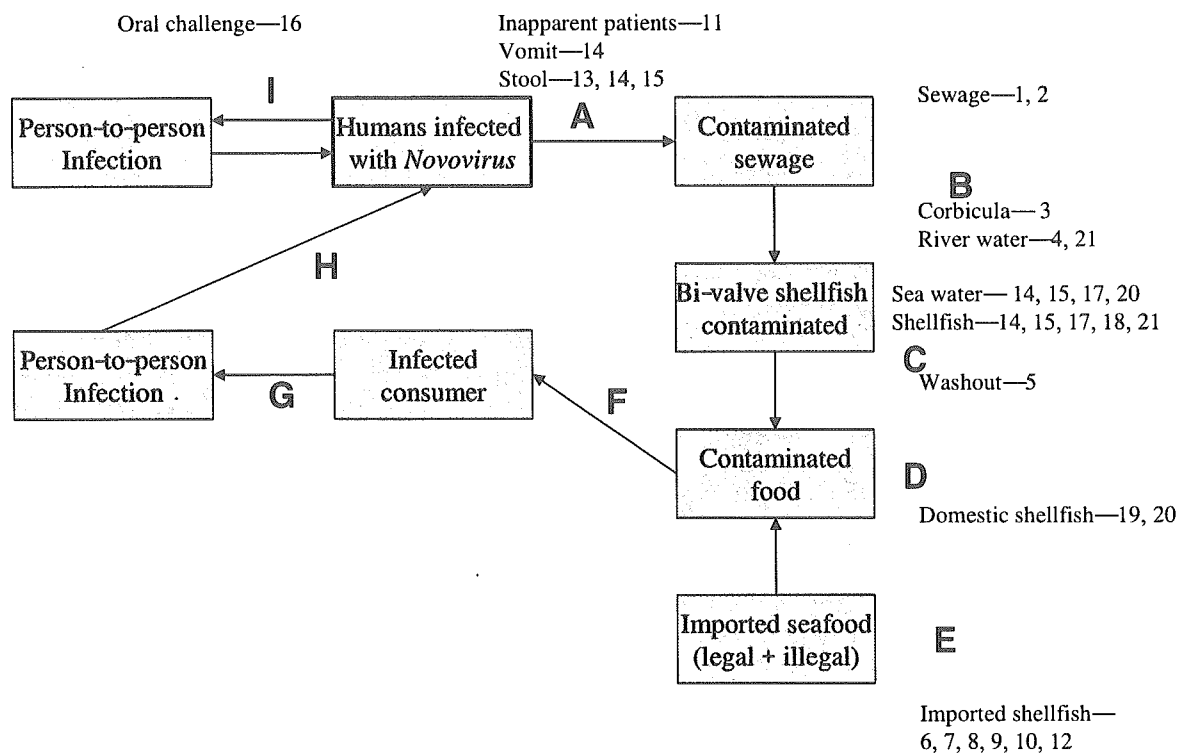 Oral challenge—16
Inapparent patients—11
Vomit—14
Stool—13, 14, 15
I
A
Sewage—1, 2
Person-to-person
Infection
Humans infected
with Novovirus
Contaminated
sewage
B
Corbicula— 3
River water—4, 21
H
Bi-valve shellfish
contaminated
Sea water— 14, 15, 17, 20
Shellfish—14, 15, 17, 18, 21
C
Washout—5
Person-to-person
Infection
G
Infected
consumer
F
Contaminated
food
D
Domestic shellfish—19, 20
Imported seafood
(legal + illegal)
E
Imported shellfish—
6, 7, 8, 9, 10, 12